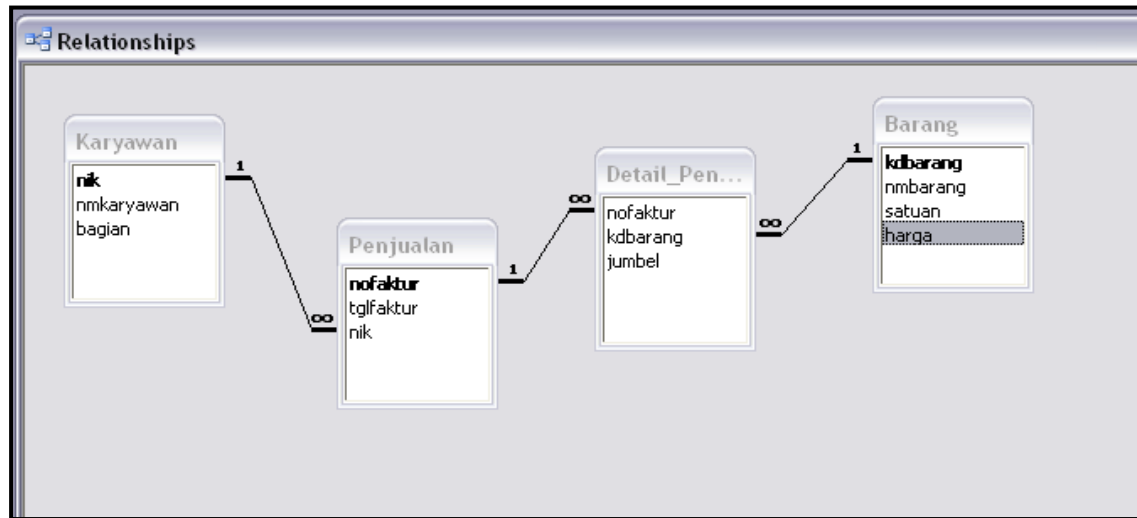 Relationships
Karyawan
nik
nmkaryawan
bagian
1
∞
Penjualan
nofaktur
tglfaktur
nik
1
∞
Detail_Pen...
nofaktur
kdbarang
jumbel
∞
1
Barang
kdbarang
nmbarang
satuan
harga